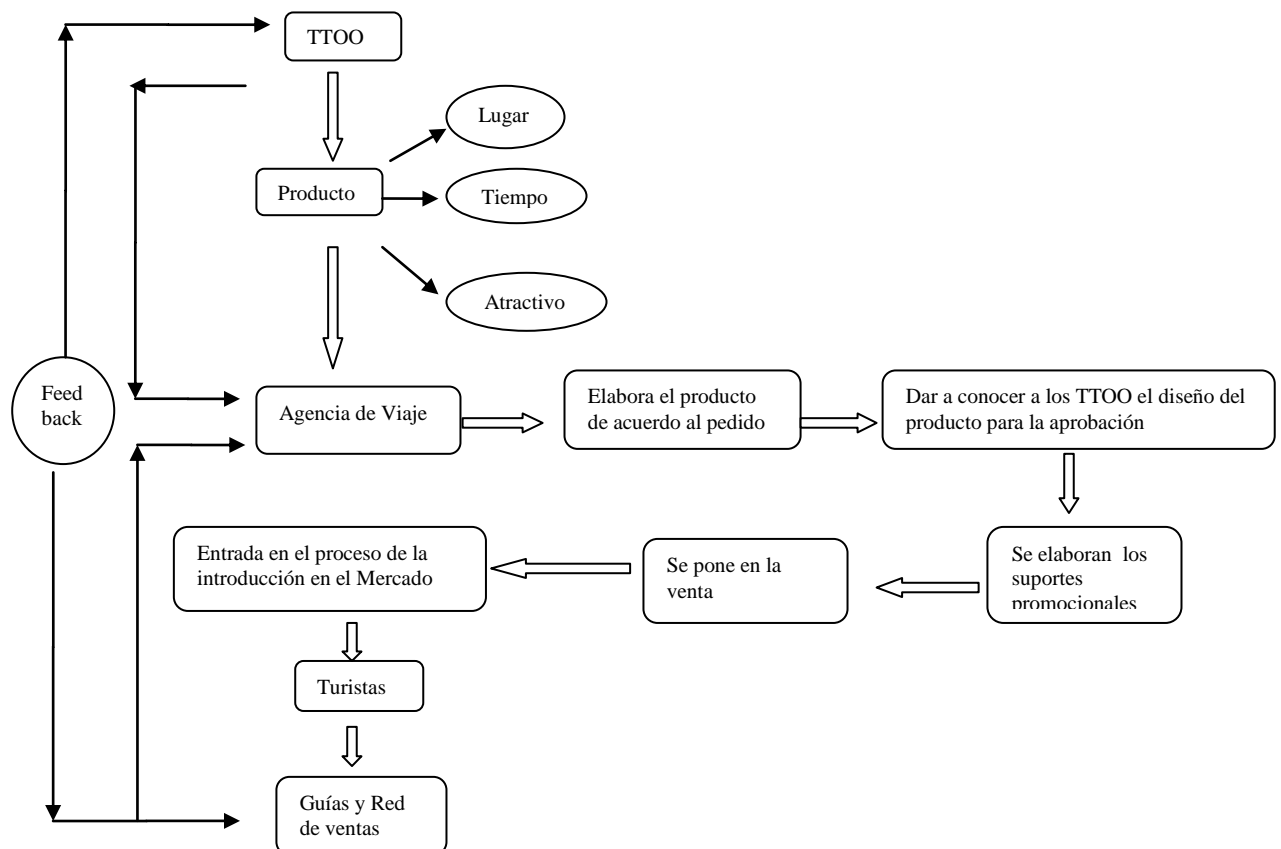 TTOO
Lugar
Producto
Tiempo
Atractivo
Feed
back
Agencia de Viaje
Elabora el producto
de acuerdo al pedido
Dar a conocer a los TTOO el diseño del
producto para la aprobación
Entrada en el proceso de la
introducción en el Mercado
Se pone en la
venta
Se elaboran los
suportes
promocionales
Turistas
Guías y Red
de ventas